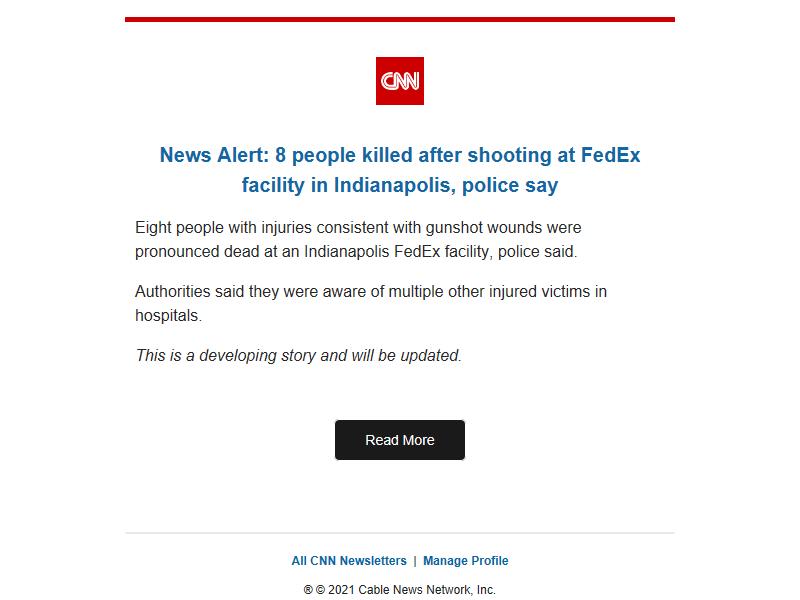 CNN
News Alert: 8 people killed after shooting at FedEx
facility in Indianapolis, police say
Eight people with injuries consistent with gunshot wounds were
pronounced dead at an Indianapolis FedEx facility, police said.
Authorities said they were aware of multiple other injured victims in
hospitals.
This is a developing story and will be updated.
Read More
All CNN Newsletters | Manage Profile
® © 2021 Cable News Network, Inc.